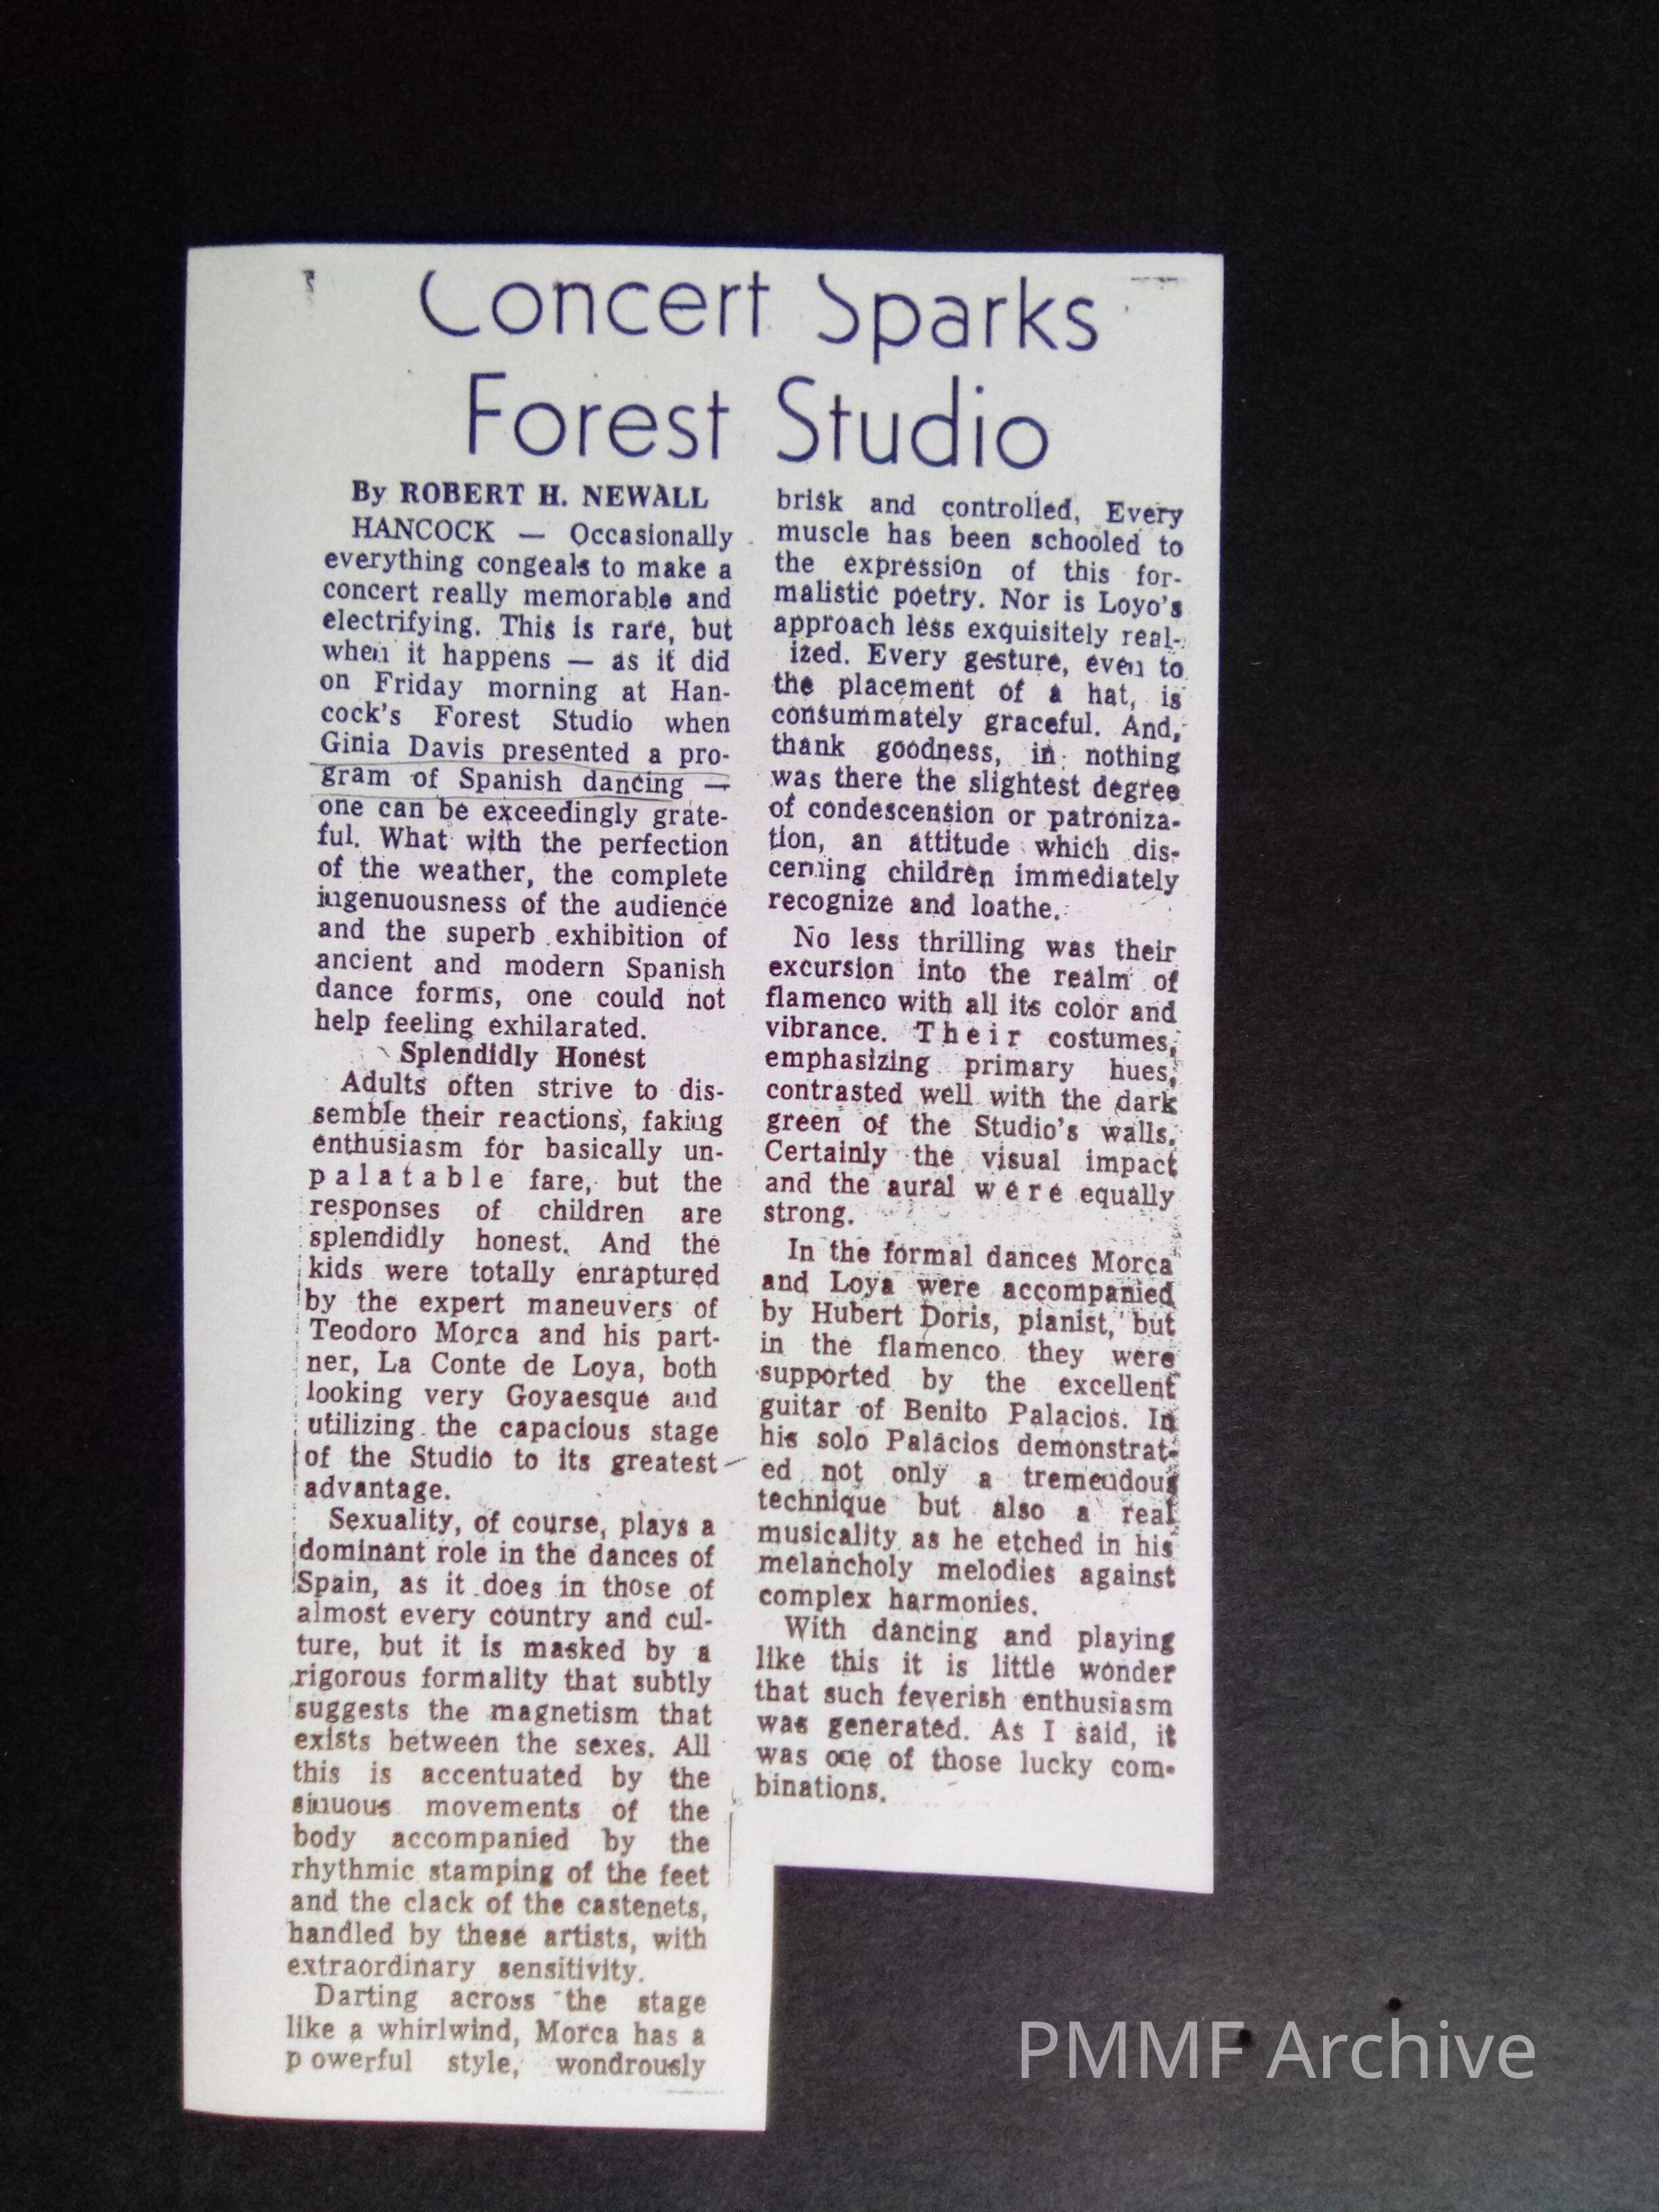 Concert Sparks
Forest Studio
By ROBERT H. NEWALL
HANCOCK — Occasionally
everything congeals to make a
concert really memorable and
electrifying. This is rare, but
when it happens — as it did
on Friday morning at Han-
cock's Forest Studio when
Ginia Davis presented a pro-
gram of Spanish dancing —
one can be exceedingly grate-
ful. What with the perfection
of the weather, the complete
ingenuousness of the audience
and the superb exhibition of
ancient and modern Spanish
dance forms, one could not
help feeling exhilarated.
Splendidly Honest
Adults often strive to dis-
semble their reactions, faking
enthusiasm for basically un-
palatable fare, but the
responses of children are
splendidly honest. And the
kids were totally enraptured
by the expert maneuvers of
Teodoro Morca and his part-
ner, La Conte de Loya, both
looking very Goyaesque and
utilizing the capacious stage
of the Studio to its greatest
advantage.
Sexuality, of course, plays a
dominant role in the dances of
Spain, as it does in those of
almost every country and cul-
ture, but it is masked by a
rigorous formality that subtly
suggests the magnetism that
exists between the sexes. All
this is accentuated by the
sinuous movements of the
body accompanied by the
rhythmic stamping of the feet
and the clack of the castenets,
handled by these artists, with
extraordinary sensitivity.
Darting across the stage
like a whirlwind, Morca has a
powerful style, wondrously
brisk and controlled, Every
muscle has been schooled to
the expression of this for-
malistic poetry. Nor is Loyo's
approach less exquisitely real-
ized. Every gesture, even to
the placement of a hat, is
consummately graceful. And,
thank goodness, in nothing
was there the slightest degree
of condescension or patroniza-
tion, an attitude which dis-
cerning children immediately
recognize and loathe.
No less thrilling was their
excursion into the realm of
flamenco with all its color and
vibrance. Their costumes,
emphasizing primary hues,
contrasted well with the dark
green of the Studio's walls.
Certainly the visual impact
and the aural were equally
strong.
In the formal dances Morca
and Loya were accompanied
by Hubert Doris, pianist, but
in the flamenco they were
supported by the excellent
guitar of Benito Palacios. In
his solo Palacios demonstrat-
ed not only a tremendous
technique but also a real
musicality as he etched in his
melancholy melodies against
complex harmonies.
With dancing and playing
like this it is little wonder
that such feverish enthusiasm
was generated. As I said, it
was one of those lucky com-
binations.
PMMF Archive